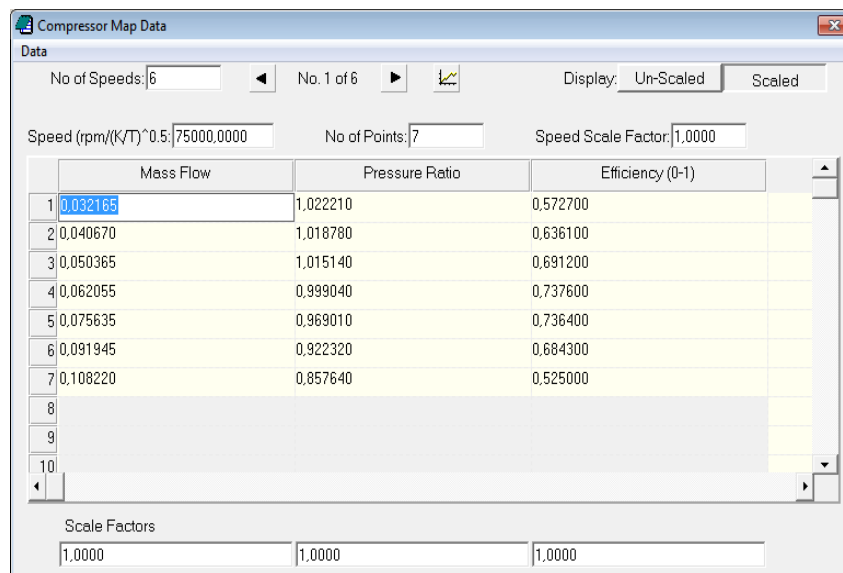 Compressor Map Data
Data
No of Speeds: 6 No. 1 of 6 Display: Un-Scaled Scaled
Speed (rpm/(K/T)^0.5: 75000,0000 No of Points: 7 Speed Scale Factor: 1,0000
Mass Flow Pressure Ratio Efficiency (0-1)
1 0,032165 1,022210 0,572700
2 0,040670 1,018780 0,636100
3 0,050365 1,015140 0,691200
4 0,062055 0,999040 0,737600
5 0,075635 0,969010 0,736400
6 0,091945 0,922320 0,684300
7 0,108220 0,857640 0,525000
8
9
10
Scale Factors
1,0000 1,0000 1,0000